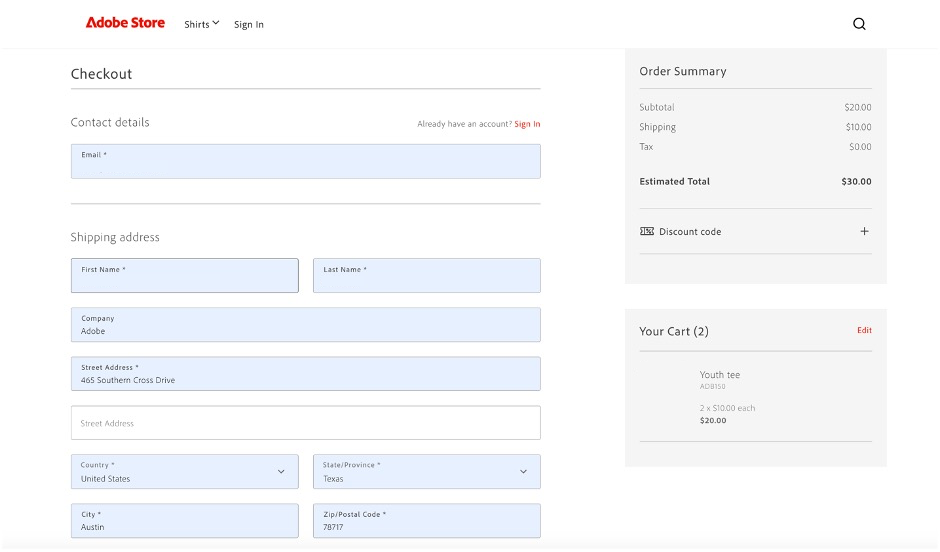 Adobe Store
Shirts
Sign In
Checkout
Contact details
Already have an account? Sign In
Email *
Shipping address
First Name *
Last Name *
Company
Adobe
Street Address *
465 Southern Cross Drive
Street Address
Country *
United States
State/Province *
Texas
City *
Austin
Zip/Postal Code *
78717
Order Summary
Subtotal $20.00
Shipping $10.00
Tax $0.00
Estimated Total $30.00
Discount code
Your Cart (2)
Edit
Youth tee
ADB150
2 x $10.00 each
$20.00